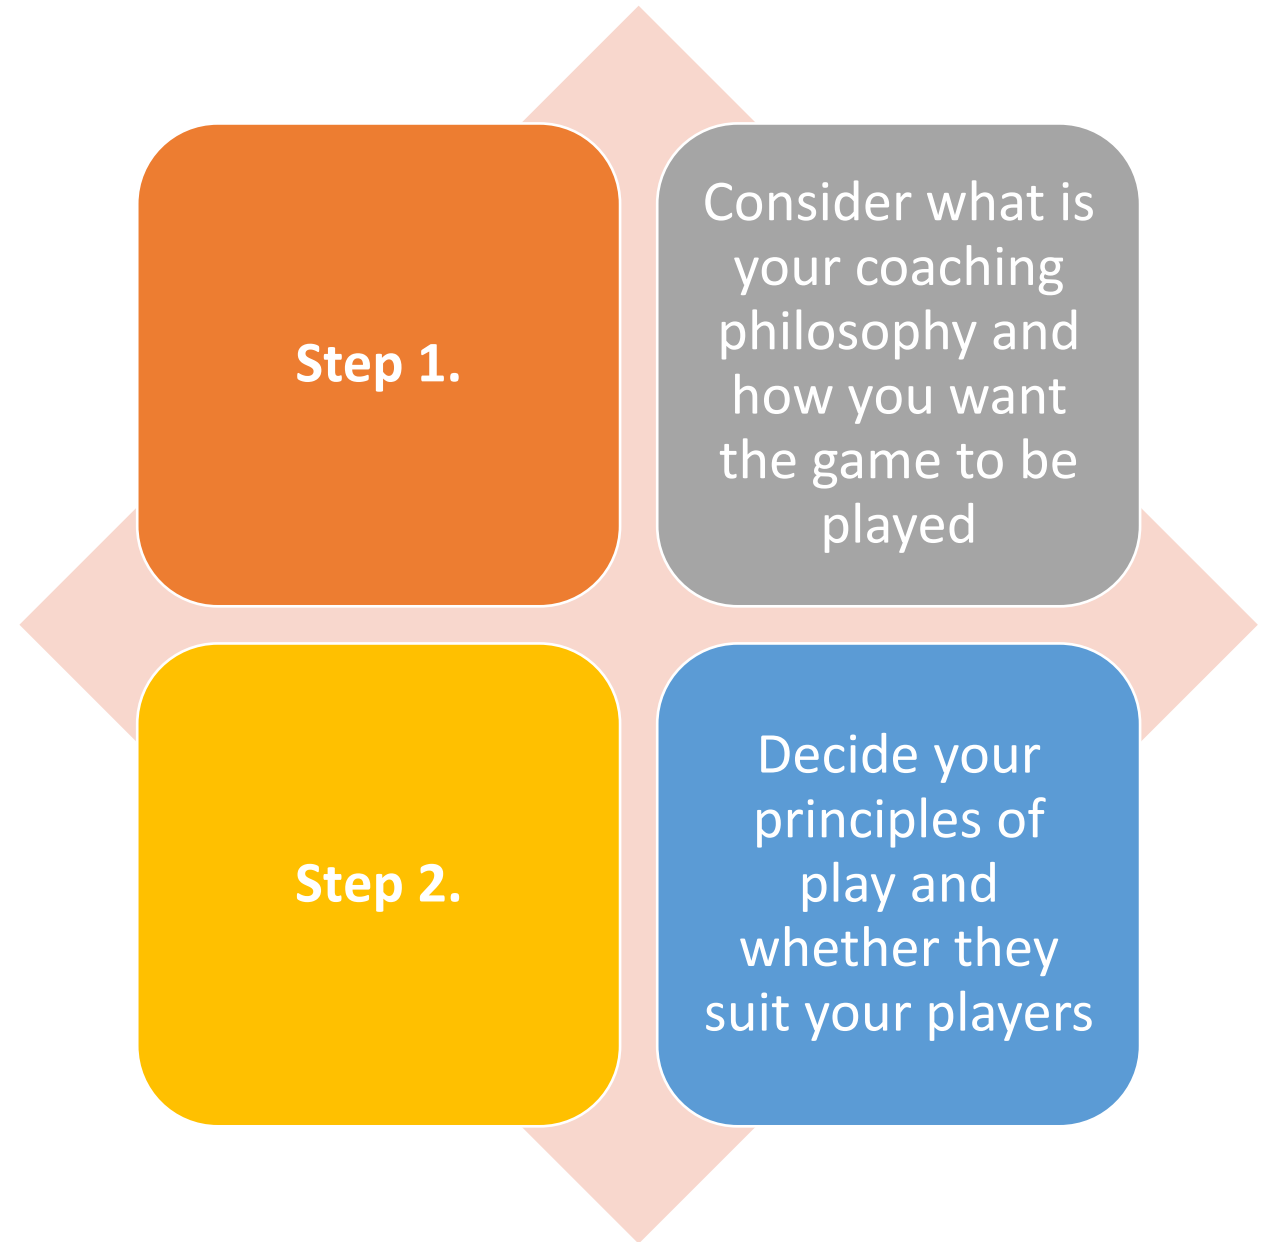 Step 1.
Consider what is
your coaching
philosophy and
how you want
the game to be
played
Step 2.
Decide your
principles of
play and
whether they
suit your players